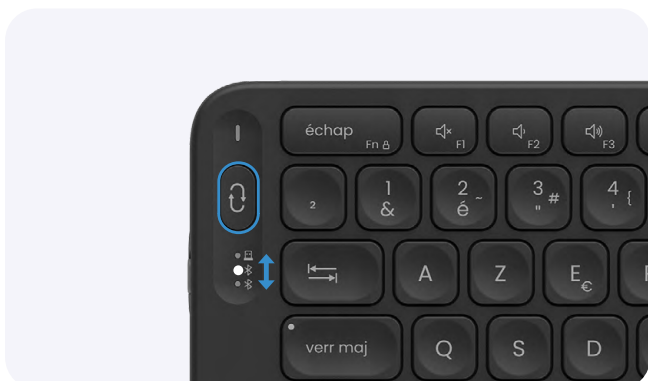 échap Fn F1 F2 F3
² 1 & 2 ~ é 3 # " 4 { '
A Z E €
verr maj Q S D